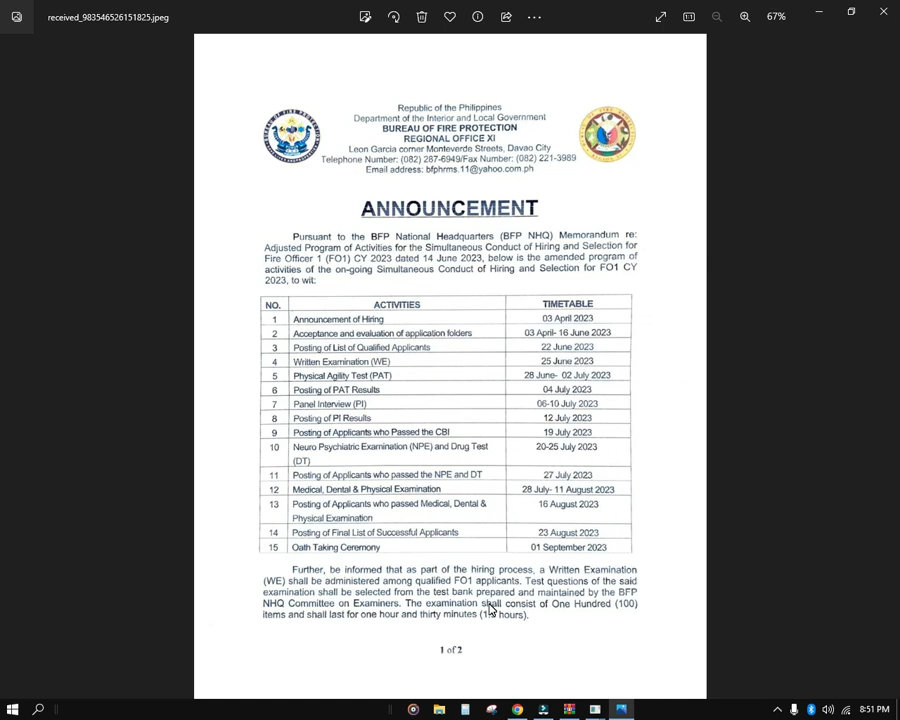 received_983546526151825.jpeg
67%
Republic of the Philippines
Department of the Interior and Local Government
BUREAU OF FIRE PROTECTION
REGIONAL OFFICE XI
Leon Garcia corner Monteverde Streets, Davao City
Telephone Number: (082) 287-6949/Fax Number: (082) 221-3989
Email address: bfphrms.11@yahoo.com.ph
ANNOUNCEMENT
Pursuant to the BFP National Headquarters (BFP NHQ) Memorandum re:
Adjusted Program of Activities for the Simultaneous Conduct of Hiring and Selection for
Fire Officer 1 (FO1) CY 2023 dated 14 June 2023, below is the amended program of
activities of the on-going Simultaneous Conduct of Hiring and Selection for FO1 CY
2023, to wit:
NO. ACTIVITIES TIMETABLE
1 Announcement of Hiring 03 April 2023
2 Acceptance and evaluation of application folders 03 April- 16 June 2023
3 Posting of List of Qualified Applicants 22 June 2023
4 Written Examination (WE) 25 June 2023
5 Physical Agility Test (PAT) 28 June- 02 July 2023
6 Posting of PAT Results 04 July 2023
7 Panel Interview (PI) 06-10 July 2023
8 Posting of PI Results 12 July 2023
9 Posting of Applicants who Passed the CBI 19 July 2023
10 Neuro Psychiatric Examination (NPE) and Drug Test 20-25 July 2023
(DT)
11 Posting of Applicants who passed the NPE and DT 27 July 2023
12 Medical, Dental & Physical Examination 28 July- 11 August 2023
13 Posting of Applicants who passed Medical, Dental & 16 August 2023
Physical Examination
14 Posting of Final List of Successful Applicants 23 August 2023
15 Oath Taking Ceremony 01 September 2023
Further, be informed that as part of the hiring process, a Written Examination
(WE) shall be administered among qualified FO1 applicants. Test questions of the said
examination shall be selected from the test bank prepared and maintained by the BFP
NHQ Committee on Examiners. The examination shall consist of One Hundred (100)
items and shall last for one hour and thirty minutes hours).
1 of 2
8:51 PM